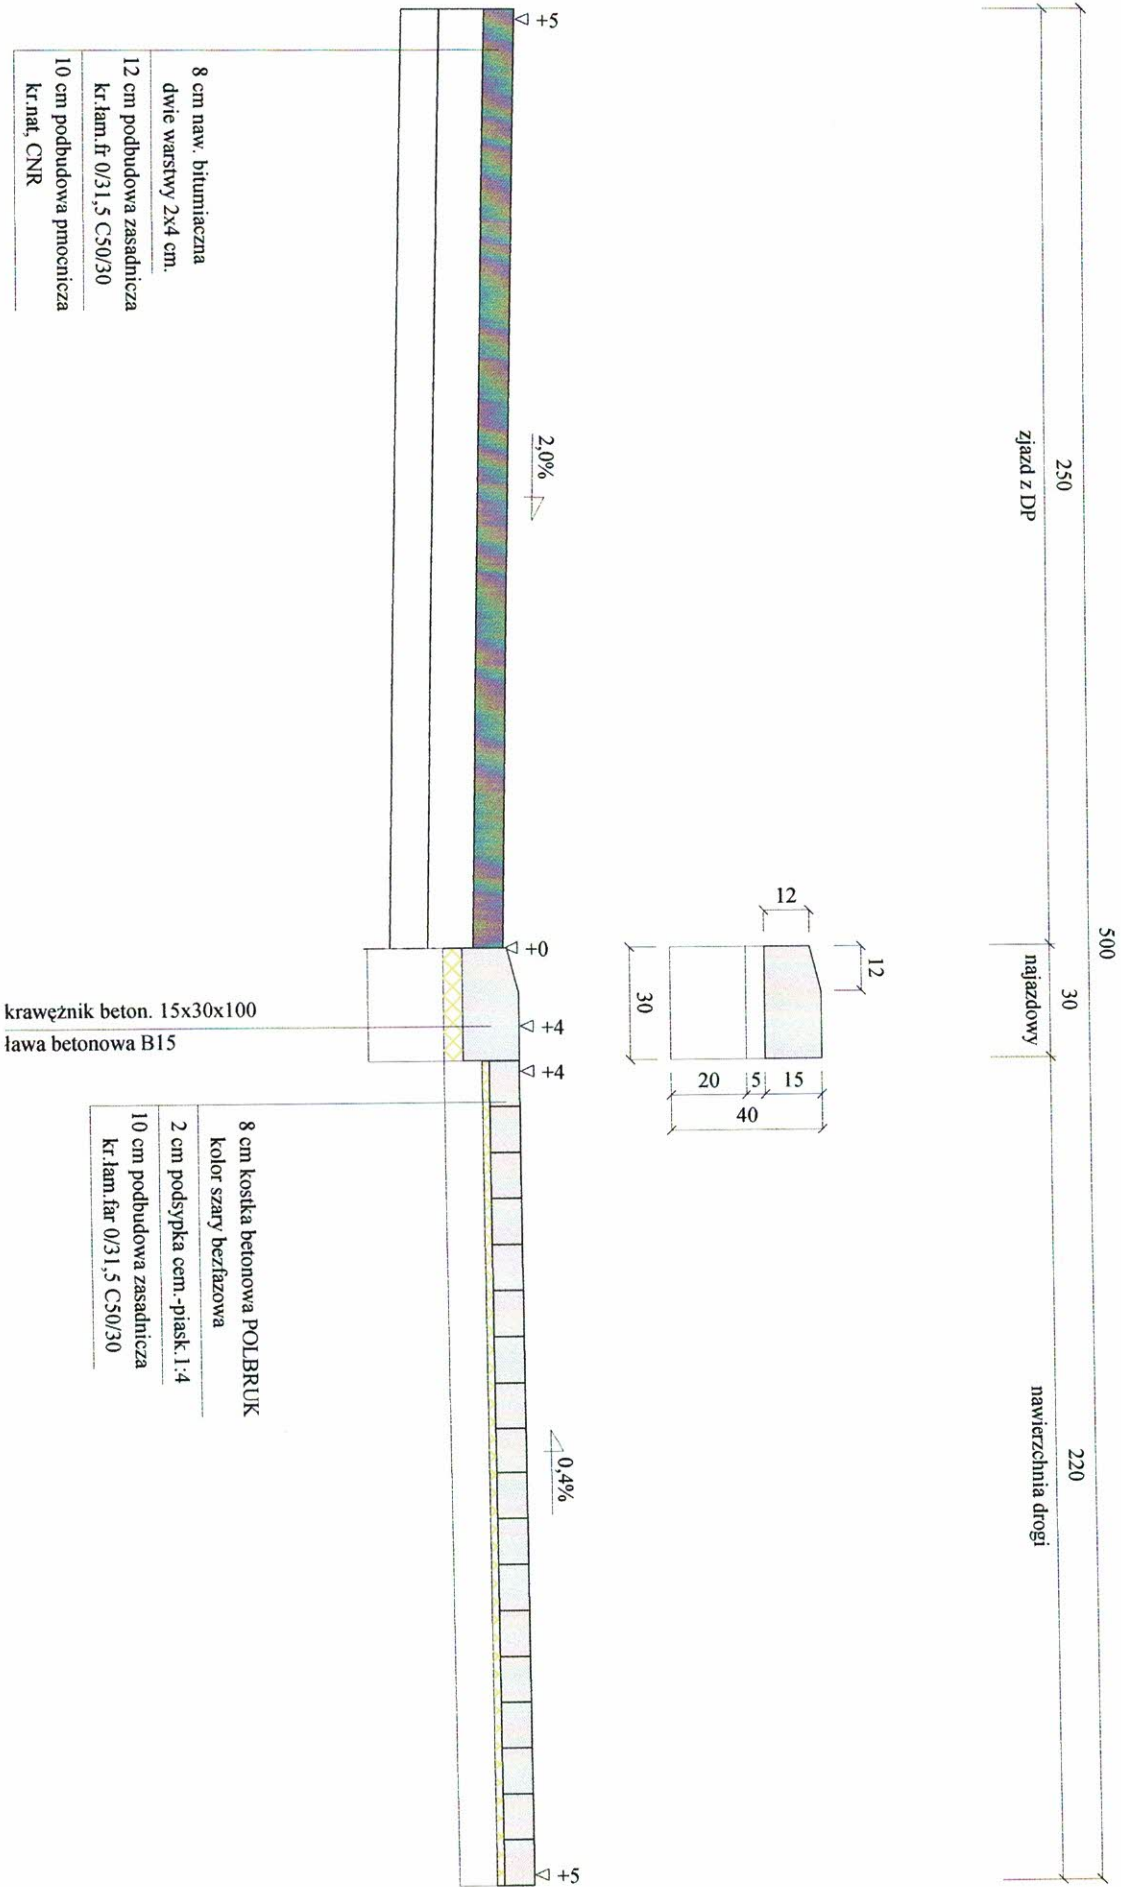 500
250
30
220
zjazd z DP
najazdowy
nawierzchnia drogi
12
12
30
20
5
15
40
+5
2,0%
+0
+4
+4
0,4%
+5
8 cm naw. bitumiaczna
dwie warstwy 2x4 cm.
12 cm podbudowa zasadnicza
kr.łam.fr 0/31,5 C50/30
10 cm podbudowa pmocnicza
kr.nat, CNR
krawężnik beton. 15x30x100
ława betonowa B15
8 cm kostka betonowa POLBRUK
kolor szary bezfazowa
2 cm podsypka cem.-piask.1:4
10 cm podbudowa zasadnicza
kr.łam.far 0/31,5 C50/30